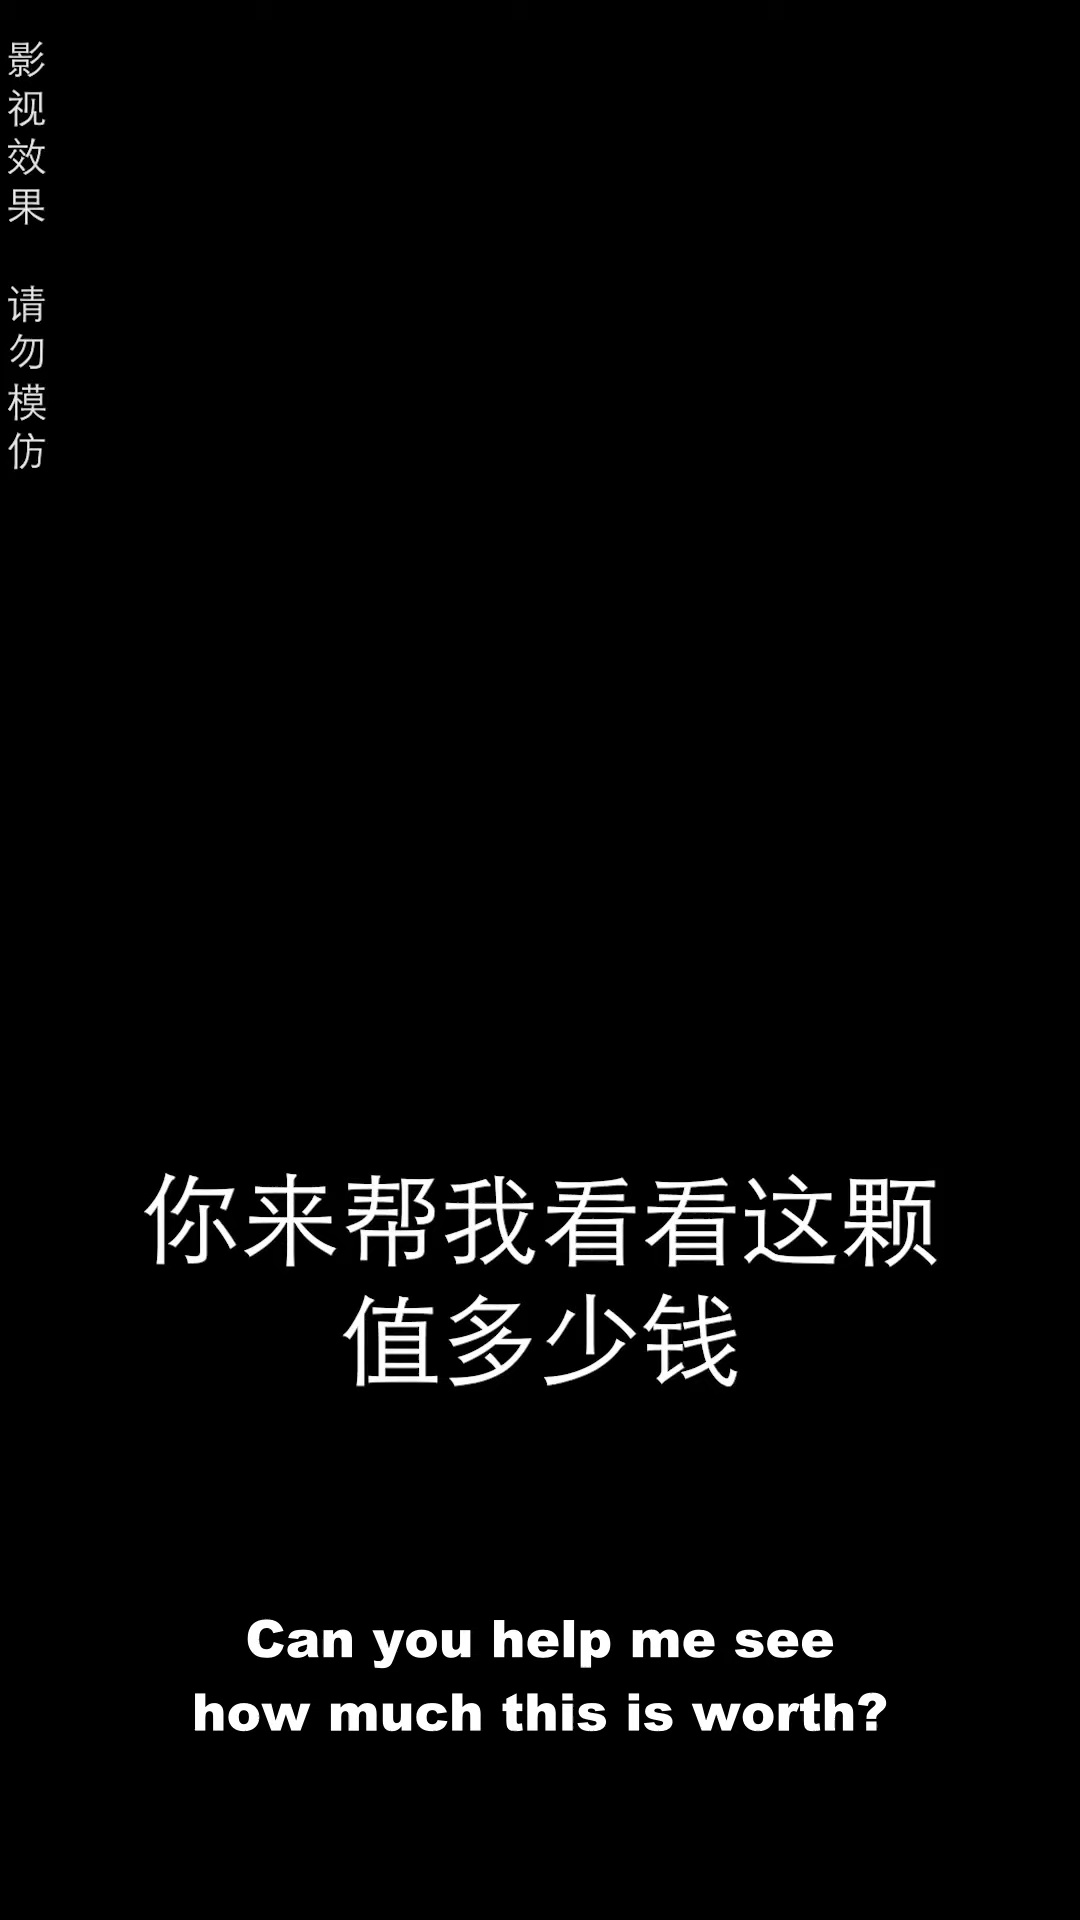 影视效果 请勿模仿
你来帮我看看这颗
值多少钱
Can you help me see
how much this is worth?